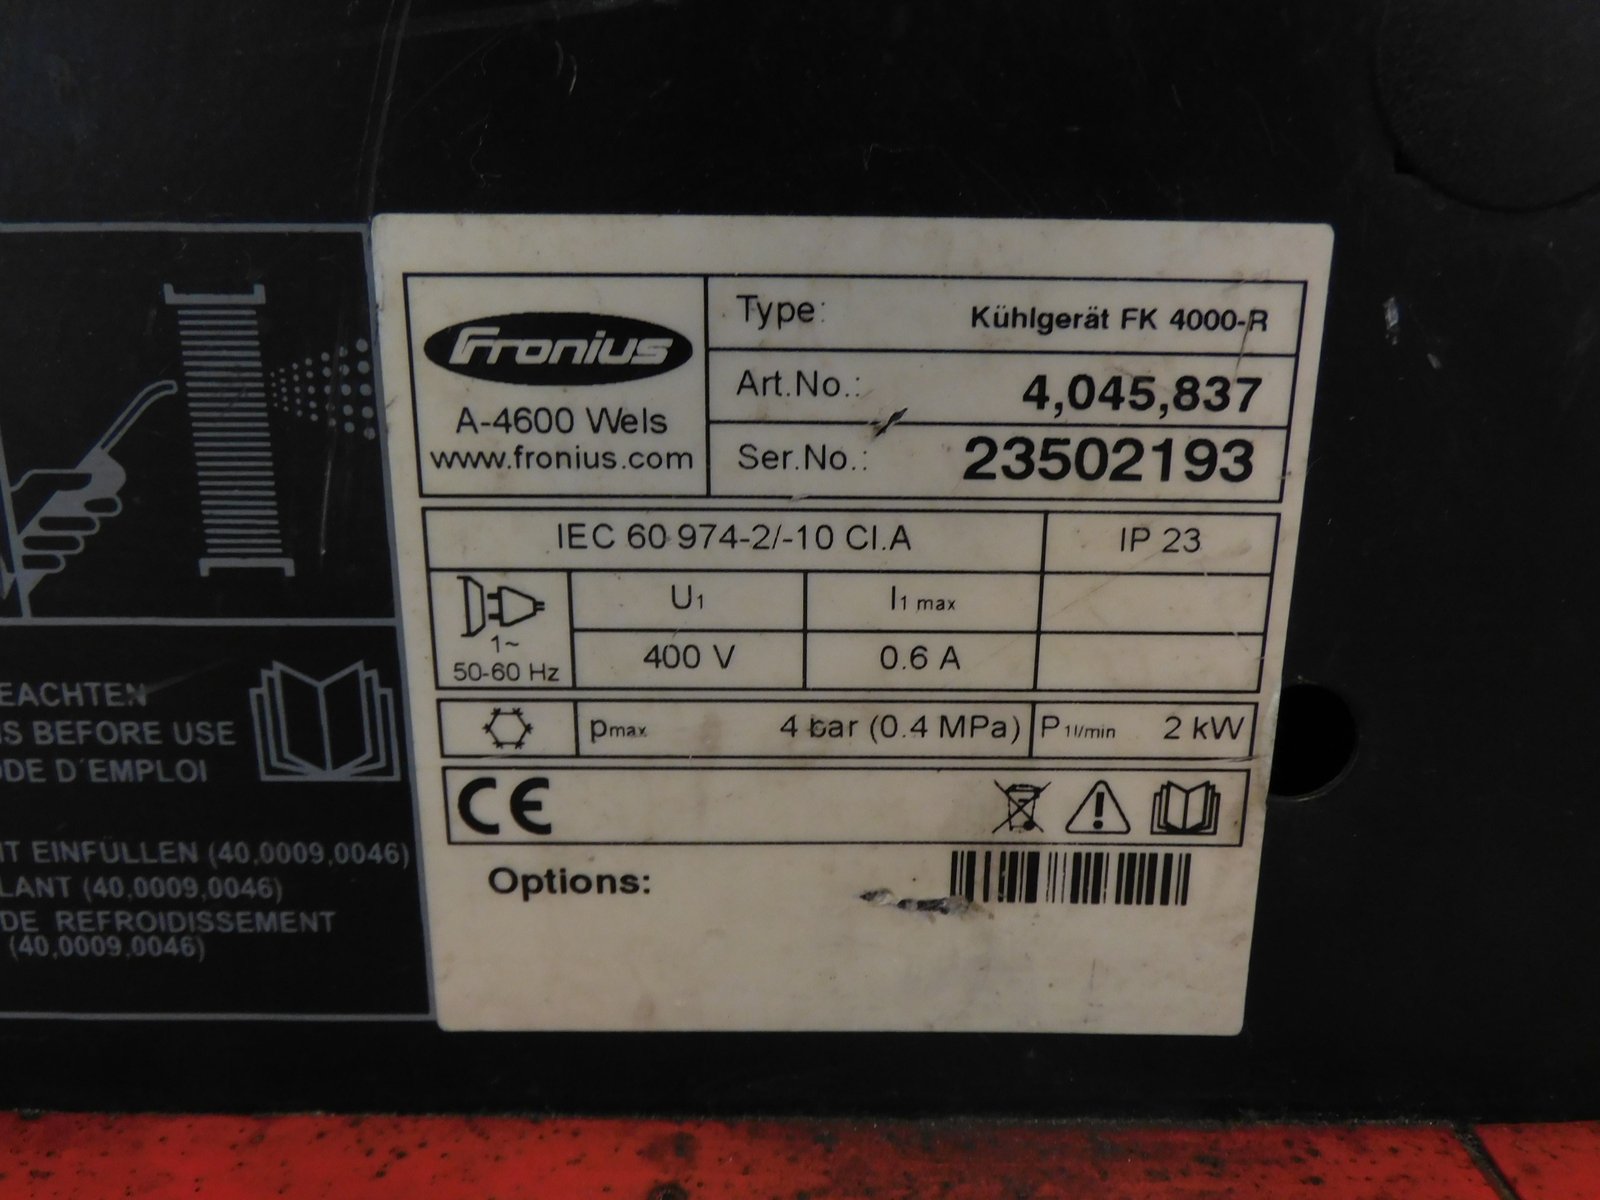 Fronius
A-4600 Wels
www.fronius.com
Type: Kühlgerät FK 4000-R
Art.No.: 4,045,837
Ser.No.: 23502193
IEC 60 974-2/-10 Cl.A IP 23
1~
50-60 Hz
U1 I1 max
400 V 0.6 A
pmax 4 bar (0.4 MPa) P1l/min 2 kW
CE
Options:
EACHTEN
S BEFORE USE
DE D'EMPLOI
T EINFÜLLEN (40,0009,0046)
LANT (40,0009,0046)
DE REFROIDISSEMENT
(40,0009,0046)